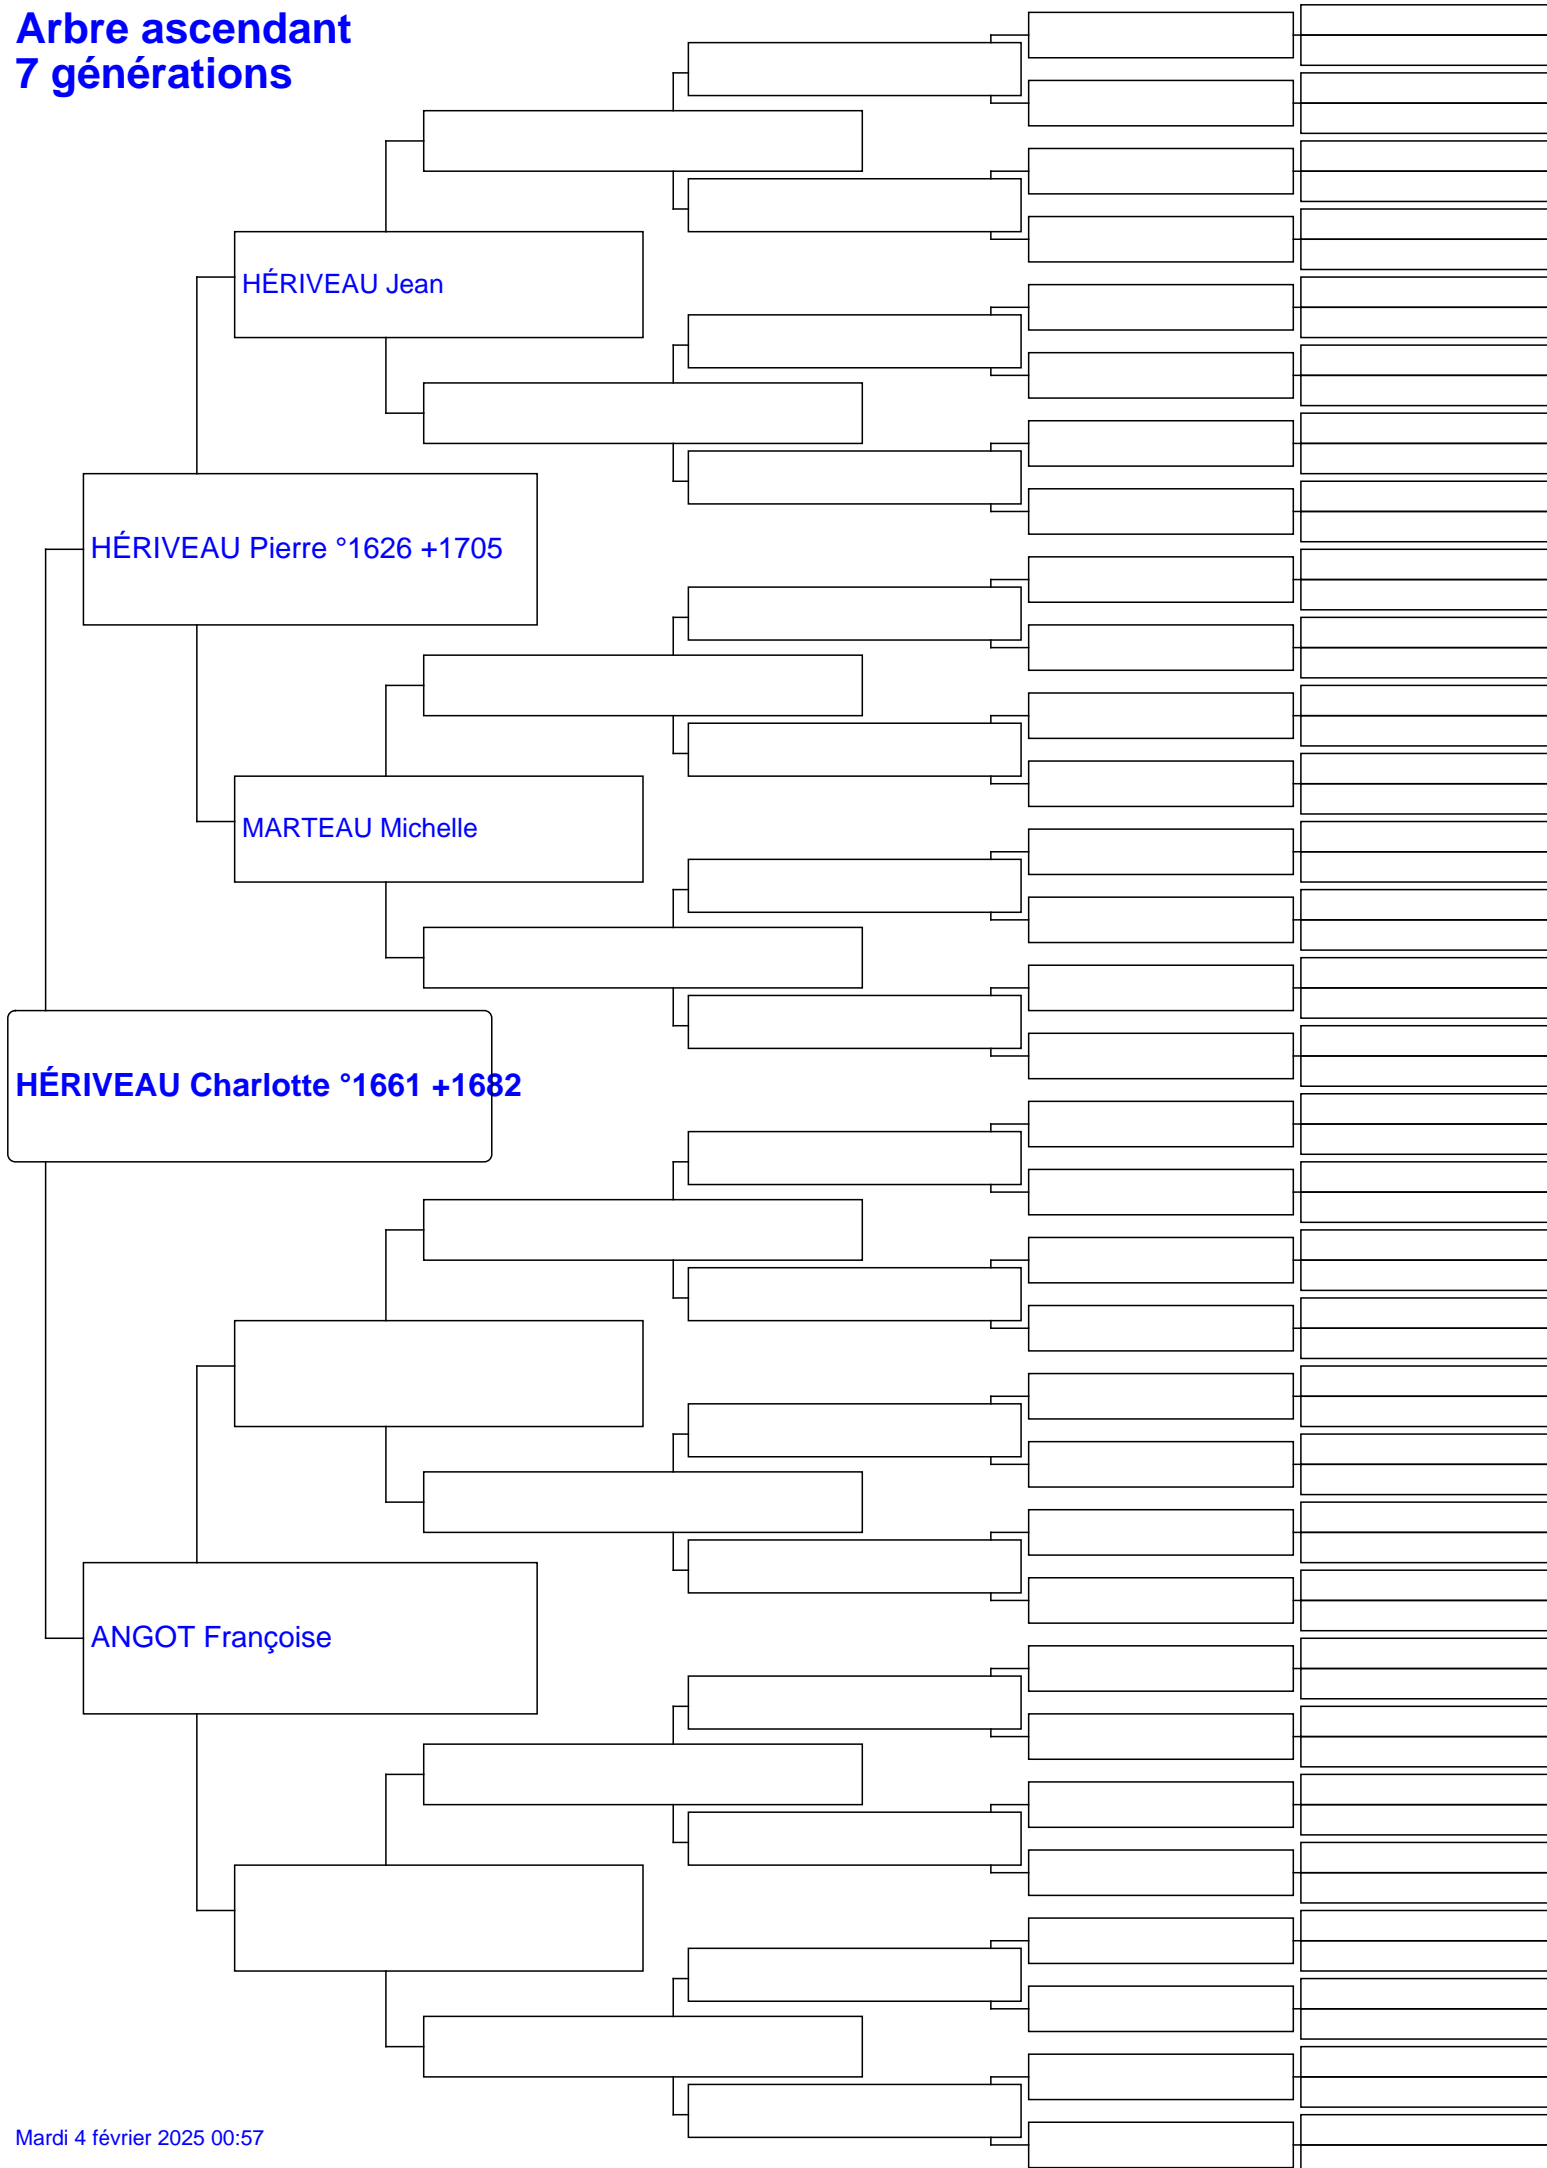 Arbre ascendant
7 générations
HÉRIVEAU Jean
HÉRIVEAU Pierre °1626 +1705
MARTEAU Michelle
HÉRIVEAU Charlotte °1661 +1682
ANGOT Françoise
Mardi 4 février 2025 00:57